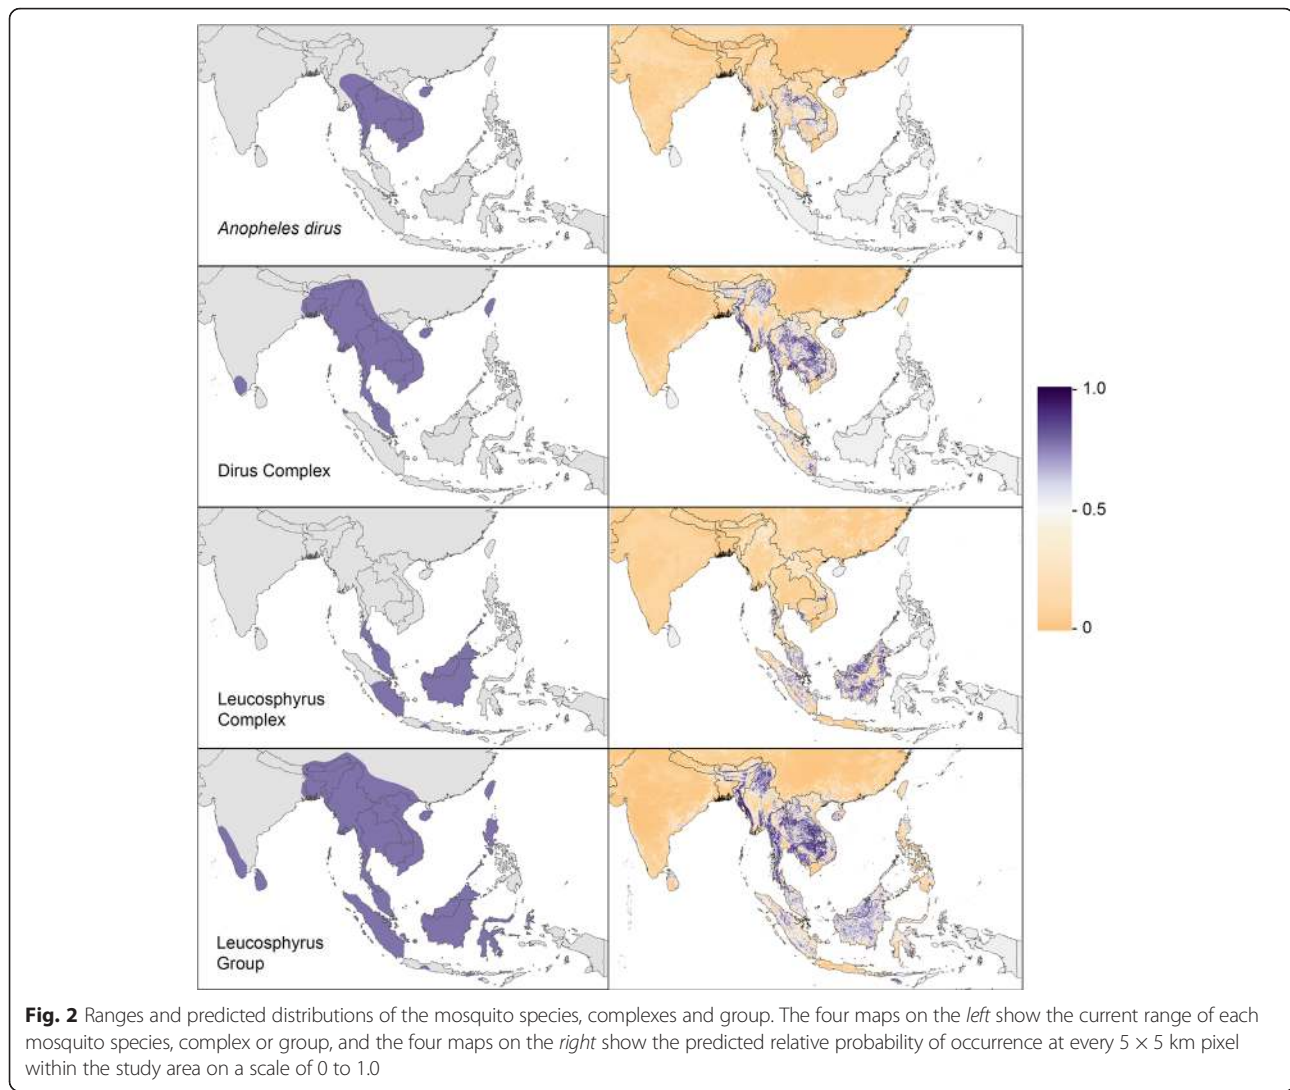 Anopheles dirus
Dirus Complex
Leucosphyrus
Complex
Leucosphyrus
Group
1.0
0.5
0
Fig. 2 Ranges and predicted distributions of the mosquito species, complexes and group. The four maps on the left show the current range of each
mosquito species, complex or group, and the four maps on the right show the predicted relative probability of occurrence at every 5 × 5 km pixel
within the study area on a scale of 0 to 1.0